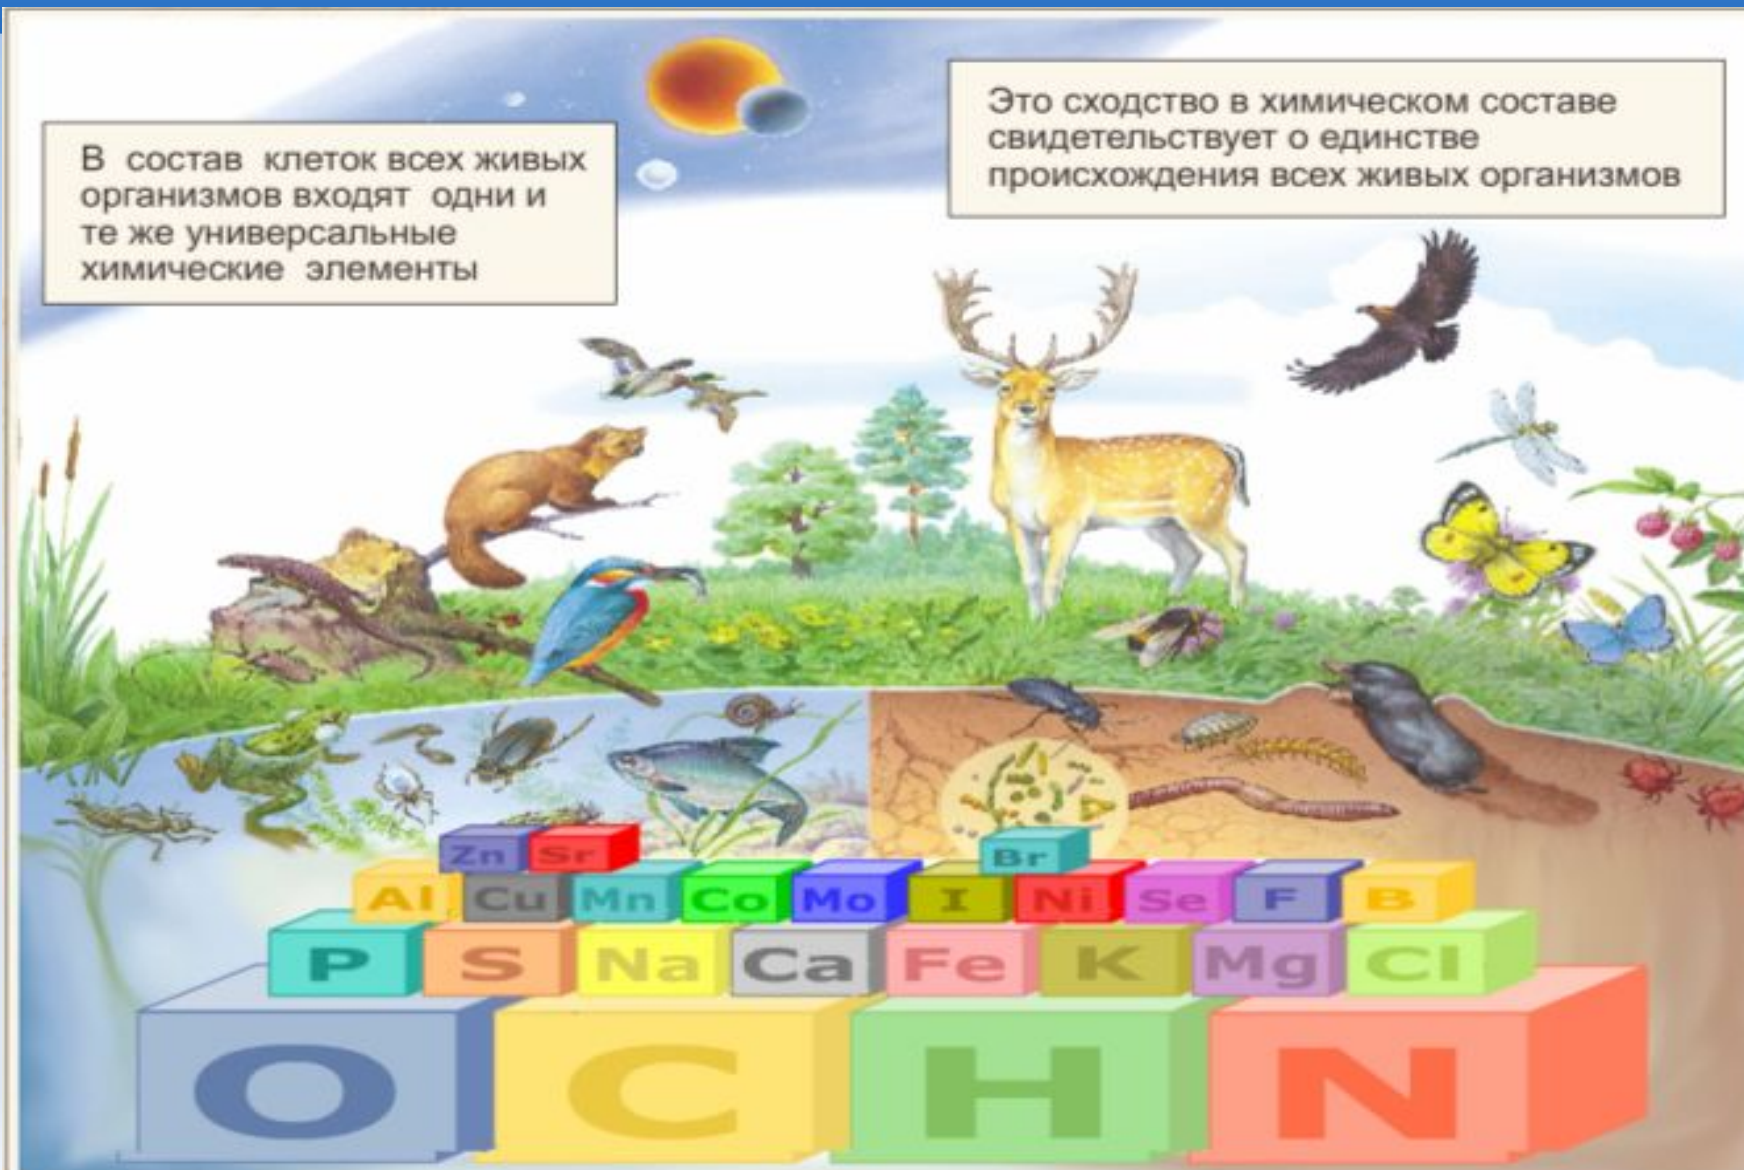 В состав клеток всех живых
организмов входят одни и
те же универсальные
химические элементы
Это сходство в химическом составе
свидетельствует о единстве
происхождения всех живых организмов
Zn Sr Br
Al Cu Mn Co Mo I Ni Se F B
P S Na Ca Fe K Mg Cl
O C H N